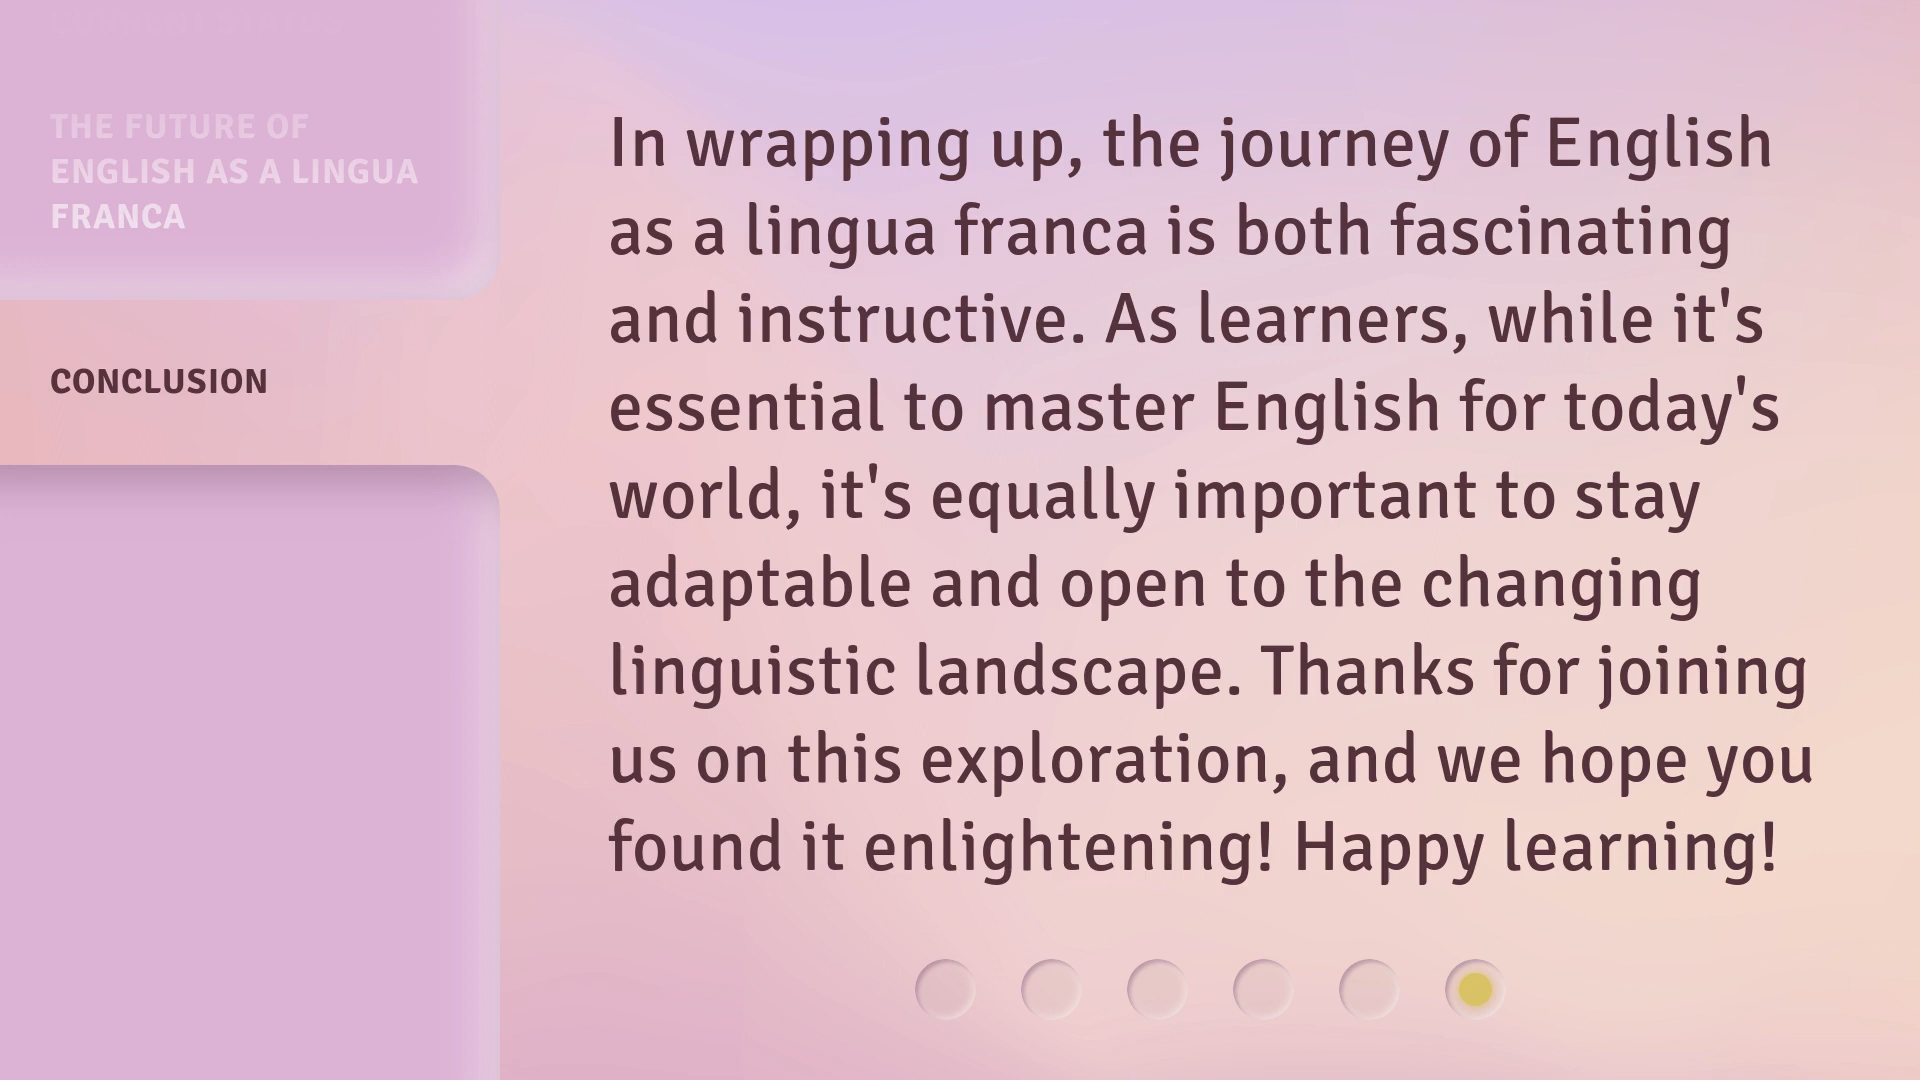 THE FUTURE OF
ENGLISH AS A LINGUA
FRANCA
CONCLUSION
In wrapping up, the journey of English
as a lingua franca is both fascinating
and instructive. As learners, while it's
essential to master English for today's
world, it's equally important to stay
adaptable and open to the changing
linguistic landscape. Thanks for joining
us on this exploration, and we hope you
found it enlightening! Happy learning!